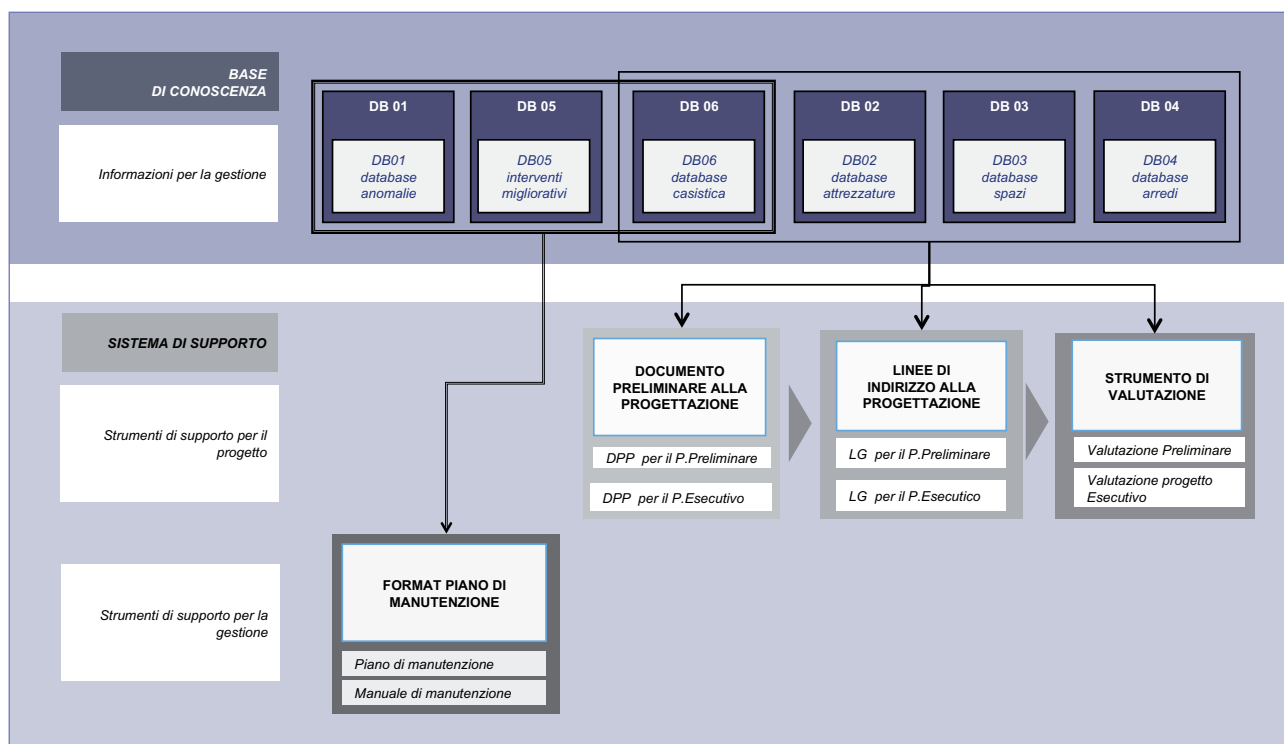 BASE
DI CONOSCENZA
Informazioni per la gestione
DB 01
DB01
database
anomalie
DB 05
DB05
interventi
migliorativi
DB 06
DB06
database
casistica
DB 02
DB02
database
attrezzature
DB 03
DB03
database
spazi
DB 04
DB04
database
arredi
SISTEMA DI SUPPORTO
Strumenti di supporto per il
progetto
DOCUMENTO
PRELIMINARE ALLA
PROGETTAZIONE
DPP per il P.Preliminare
DPP per il P.Esecutivo
LINEE DI
INDIRIZZO ALLA
PROGETTAZIONE
LG per il P.Preliminare
LG per il P.Esecutico
STRUMENTO DI
VALUTAZIONE
Valutazione Preliminare
Valutazione progetto
Esecutivo
Strumenti di supporto per la
gestione
FORMAT PIANO DI
MANUTENZIONE
Piano di manutenzione
Manuale di manutenzione